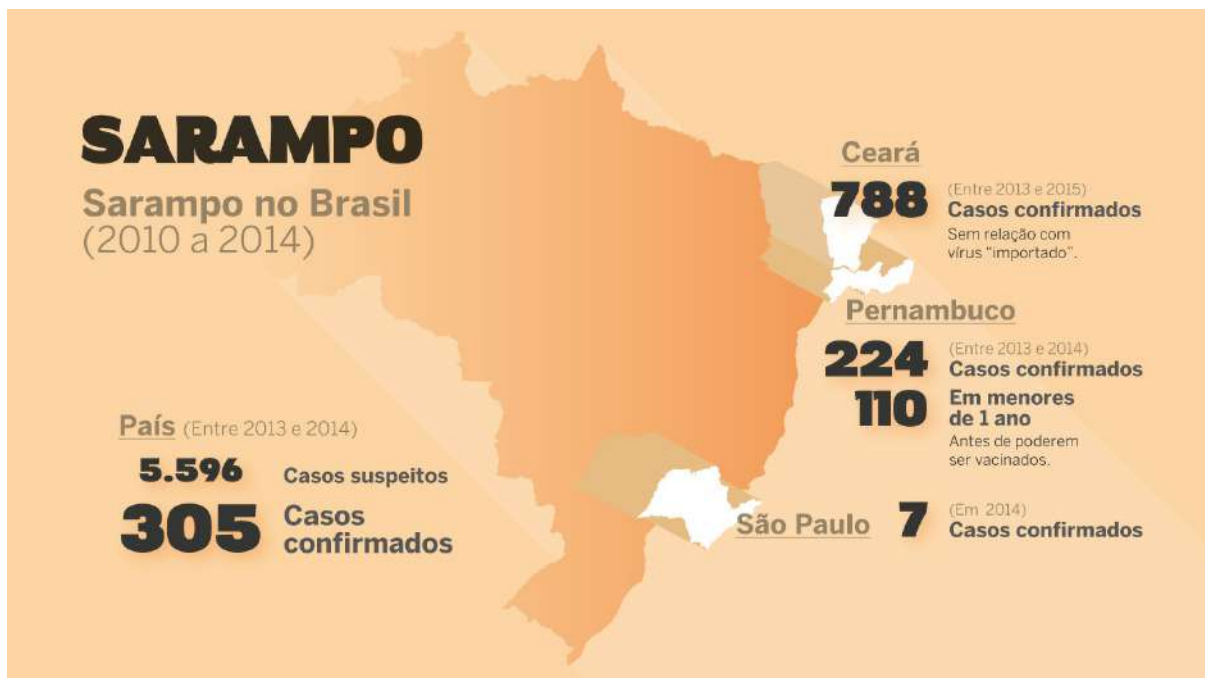 SARAMPO
Sarampo no Brasil
(2010 a 2014)
Ceará
788
(Entre 2013 e 2015)
Casos confirmados
Sem relação com
vírus “importado”.
Pernambuco
224
(Entre 2013 e 2014)
Casos confirmados
110
Em menores
de 1 ano
Antes de poderem
ser vacinados.
País (Entre 2013 e 2014)
5.596 Casos suspeitos
305 Casos
confirmados
São Paulo
7
(Em 2014)
Casos confirmados